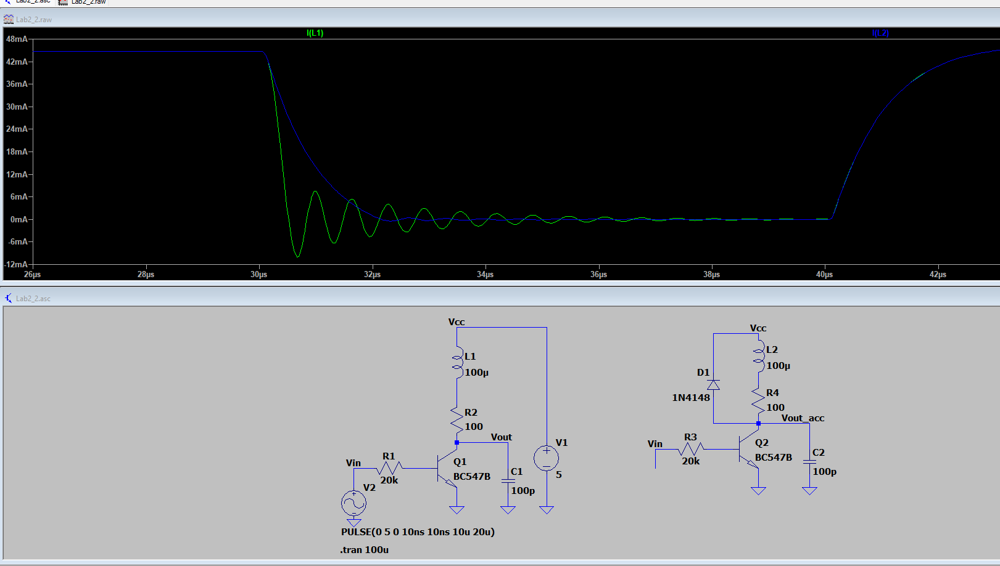 Lab2_2.asc Lab2_2.raw
Lab2_2.raw
I(L1) I(L2)
48mA
42mA
36mA
30mA
24mA
18mA
12mA
6mA
0mA
-6mA
-12mA
26µs 28µs 30µs 32µs 34µs 36µs 38µs 40µs 42µs
Lab2_2.asc
Vcc
L1
100µ
R2
100
Vout
Vin
R1
20k
Q1
BC547B
V2
C1
100p
V1
5
PULSE(0 5 0 10ns 10ns 10u 20u)
.tran 100u
Vcc
L2
100µ
D1
1N4148
R4
100
Vout_acc
Vin
R3
20k
Q2
BC547B
C2
100p